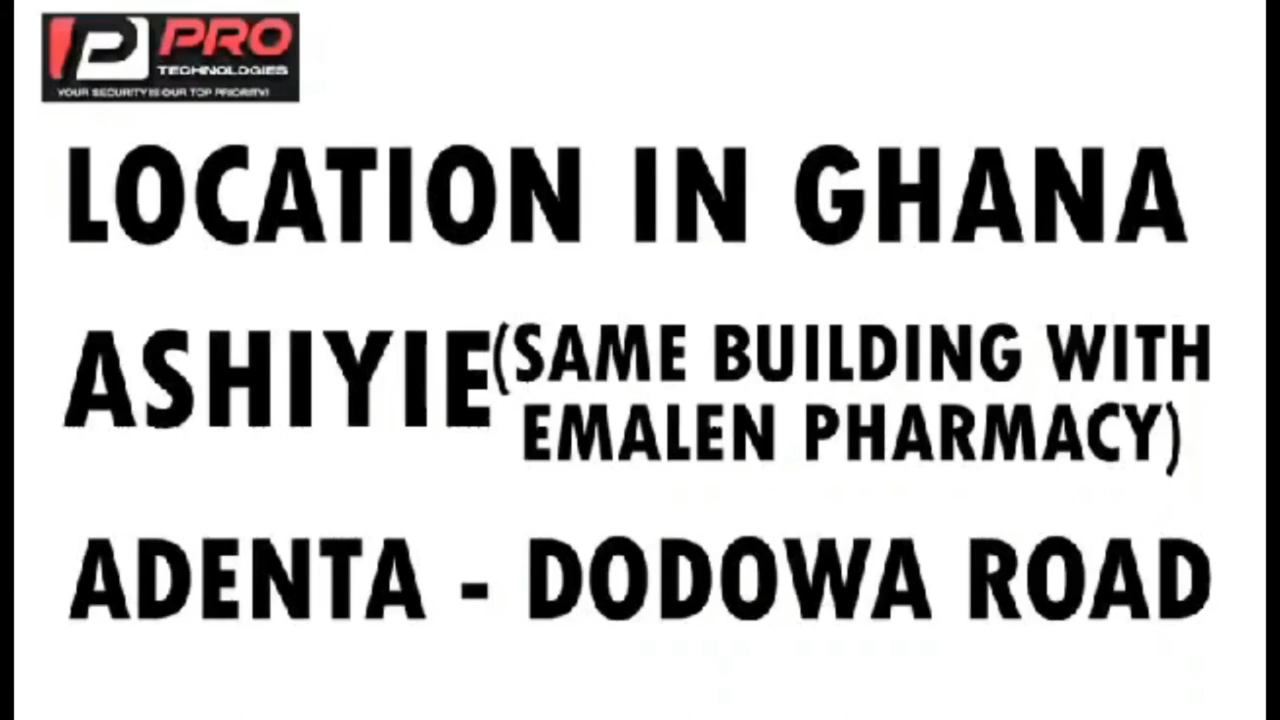 PRO
TECHNOLOGIES
YOUR SECURITY IS OUR TOP PRIORITY!
LOCATION IN GHANA
ASHIYIE (SAME BUILDING WITH
EMALEN PHARMACY)
ADENTA - DODOWA ROAD